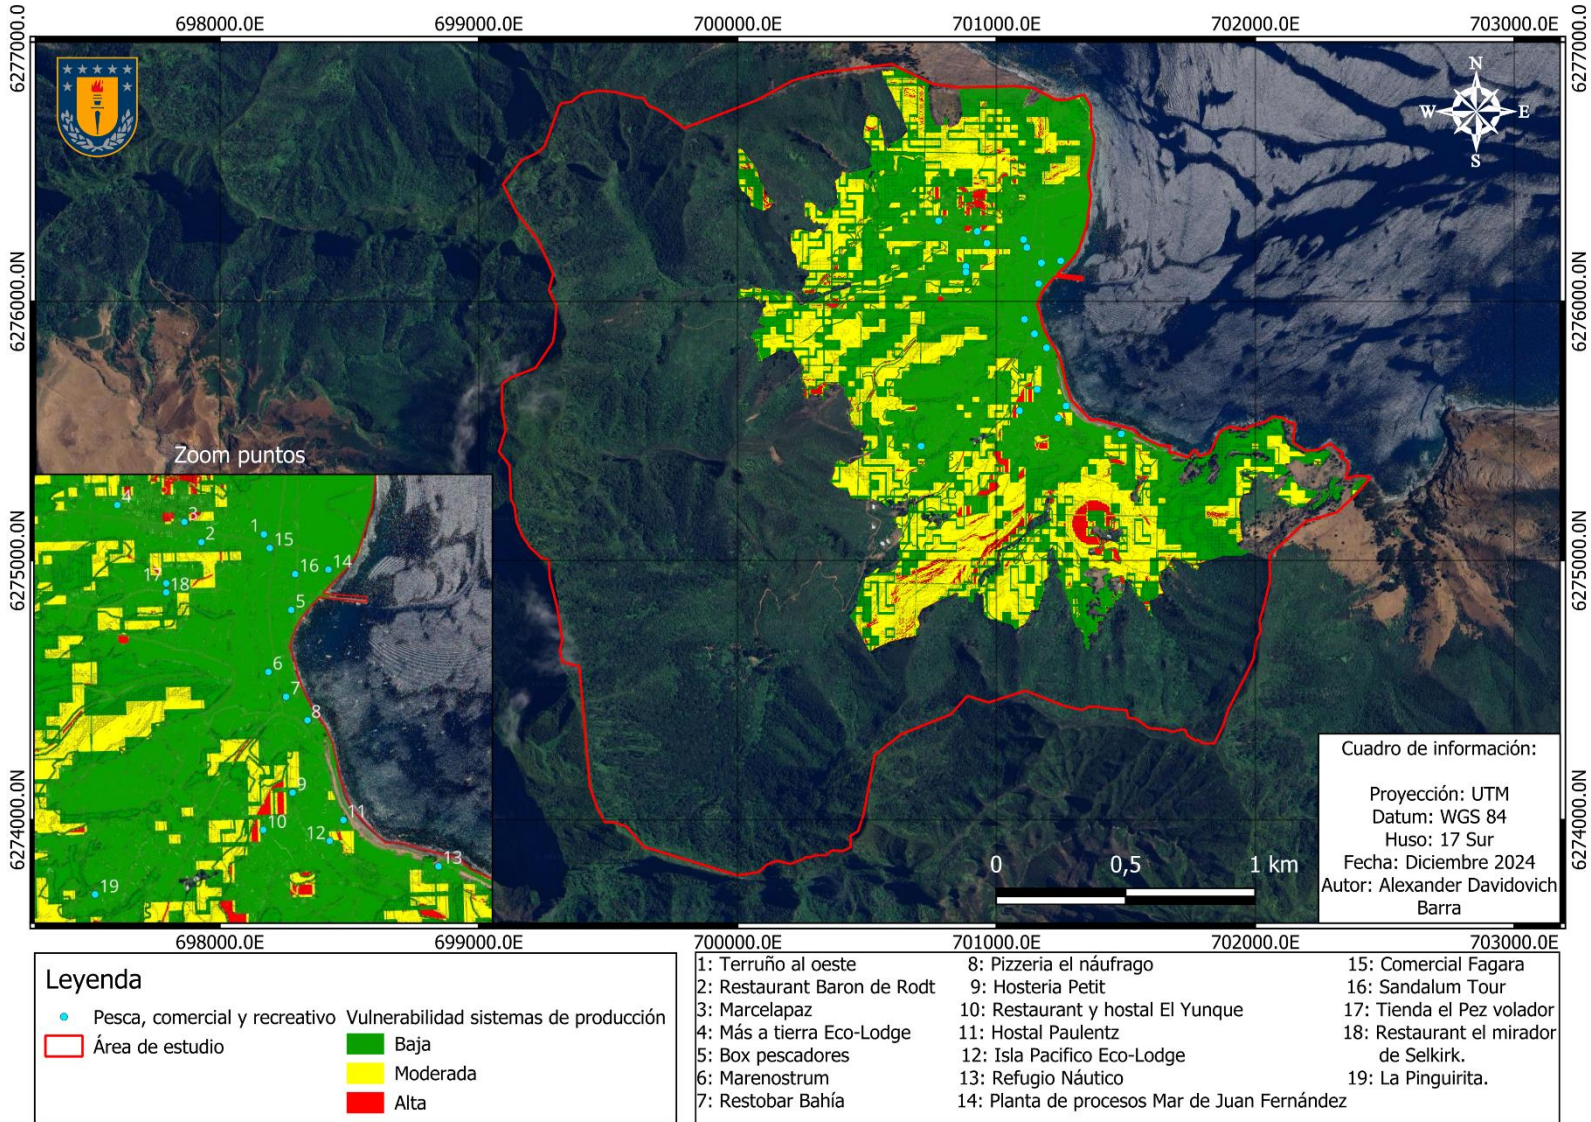 698000.0E 699000.0E 700000.0E 701000.0E 702000.0E 703000.0E
6277000.0
6276000.0N
6275000.0N
6274000.0N
6277000.0N
6276000.0N
6275000.0N
6274000.0N
N
W E
S
Zoom puntos
4
3
2
1
15
16
14
17
18
5
6
7
8
9
10
11
12
13
19
0 0,5 1 km
Cuadro de información:
Proyección: UTM
Datum: WGS 84
Huso: 17 Sur
Fecha: Diciembre 2024
Autor: Alexander Davidovich
Barra
698000.0E 699000.0E 700000.0E 701000.0E 702000.0E 703000.0E
Leyenda
Pesca, comercial y recreativo
Área de estudio
Vulnerabilidad sistemas de producción
Baja
Moderada
Alta
1: Terruño al oeste
2: Restaurant Baron de Rodt
3: Marcelapaz
4: Más a tierra Eco-Lodge
5: Box pescadores
6: Marenostrum
7: Restobar Bahía
8: Pizzeria el náufrago
9: Hosteria Petit
10: Restaurant y hostal El Yunque
11: Hostal Paulentz
12: Isla Pacifico Eco-Lodge
13: Refugio Náutico
14: Planta de procesos Mar de Juan Fernández
15: Comercial Fagara
16: Sandalum Tour
17: Tienda el Pez volador
18: Restaurant el mirador
de Selkirk.
19: La Pinguirita.